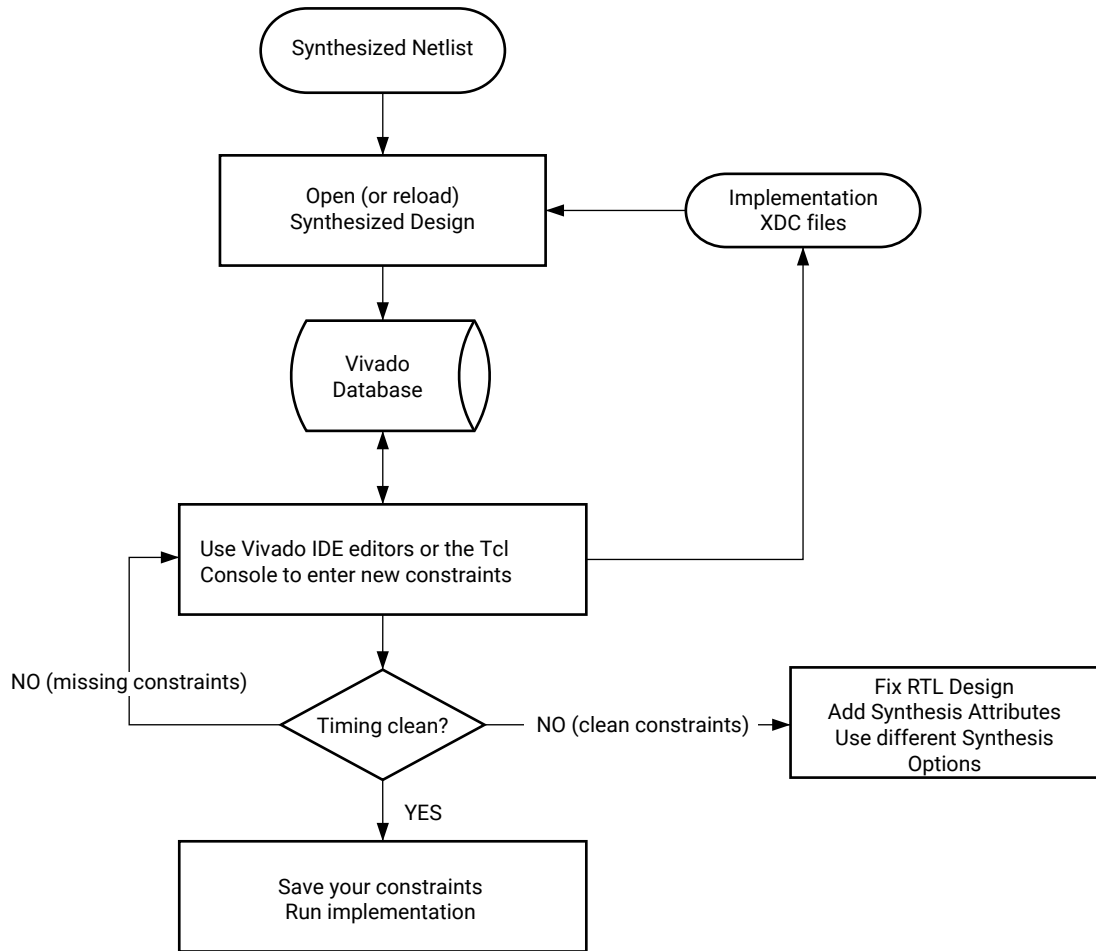 Synthesized Netlist
Open (or reload)
Synthesized Design
Implementation
XDC files
Vivado
Database
Use Vivado IDE editors or the Tcl
Console to enter new constraints
NO (missing constraints)
Timing clean?
NO (clean constraints)
Fix RTL Design
Add Synthesis Attributes
Use different Synthesis
Options
YES
Save your constraints
Run implementation